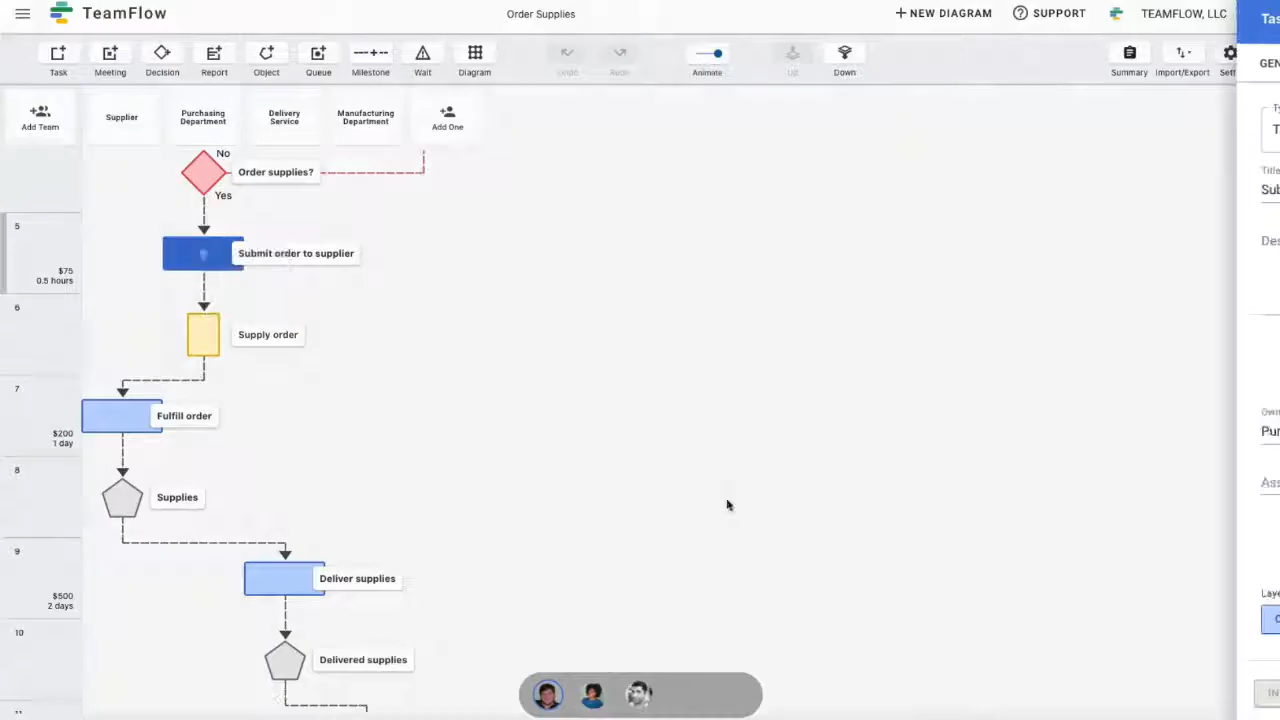 TeamFlow
Order Supplies
NEW DIAGRAM
SUPPORT
TEAMFLOW, LLC
Task
Meeting
Decision
Report
Object
Queue
Milestone
Wait
Diagram
Undo
Redo
Animate
Up
Down
Summary
Import/Export
Add Team
Supplier
Purchasing
Department
Delivery
Service
Manufacturing
Department
Add One
No
Order supplies?
Yes
5
Submit order to supplier
$75
0.5 hours
6
Supply order
7
Fulfill order
$200
1 day
8
Supplies
9
Deliver supplies
$500
2 days
10
Delivered supplies